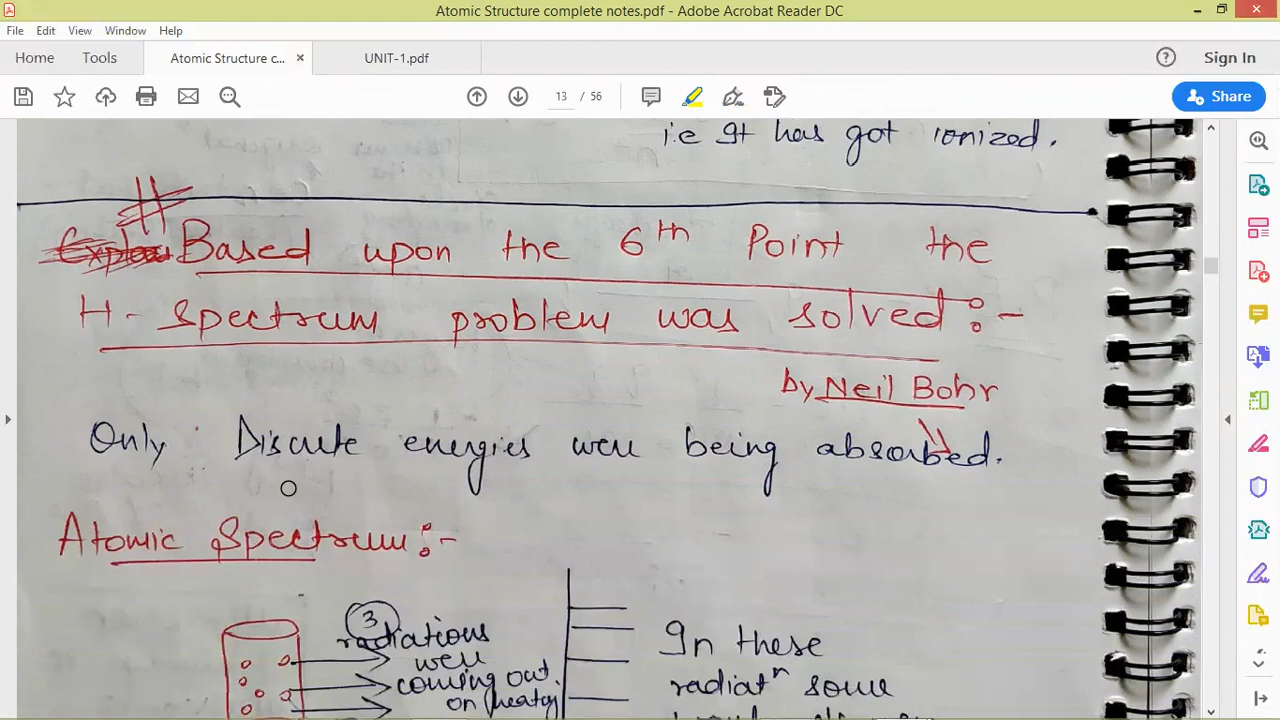 Atomic Structure complete notes.pdf - Adobe Acrobat Reader DC
File Edit View Window Help
Home Tools Atomic Structure c... × UNIT-1.pdf Sign In
13 / 56 Share
i.e It has got ionized.
# Based upon the 6th Point the
H - Spectrum problem was solved :-
by Neil Bohr
Only Discrete energies were being absorbed.
Atomic Spectrum :-
3
radiations
were
coming out
on heating
In these
radiatn some